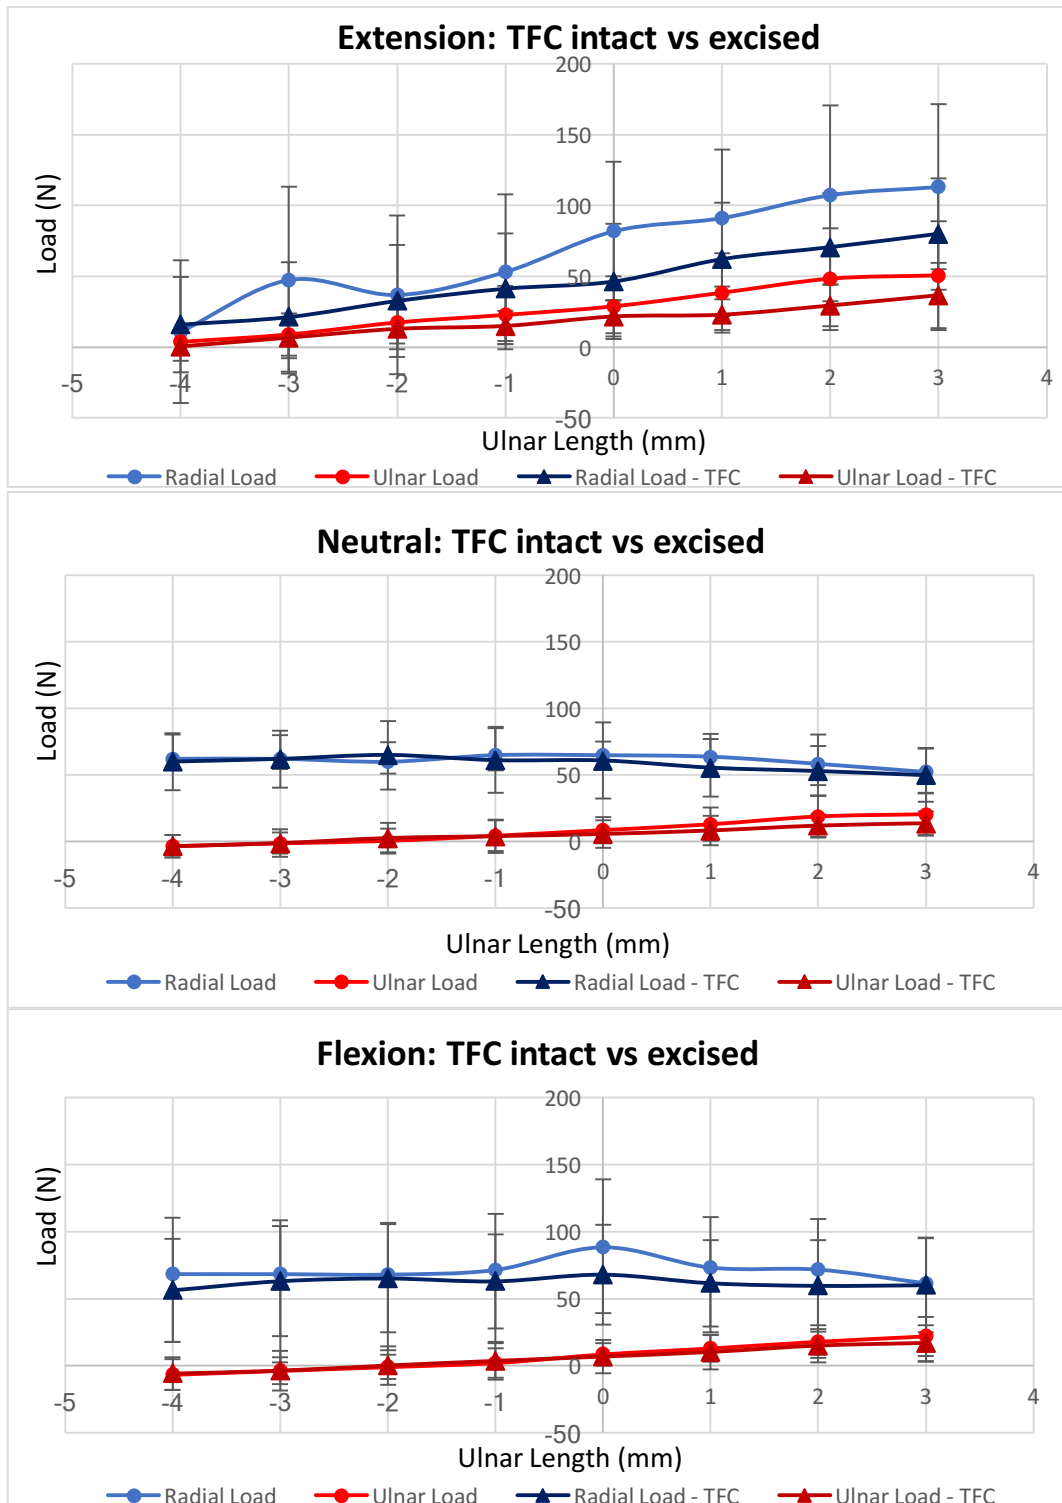 Extension: TFC intact vs excised
200
150
100
50
0
-50
-5 -4 -3 -2 -1 0 1 2 3 4
Load (N)
Ulnar Length (mm)
Radial Load Ulnar Load Radial Load - TFC Ulnar Load - TFC
Neutral: TFC intact vs excised
200
150
100
50
0
-50
-5 -4 -3 -2 -1 0 1 2 3 4
Load (N)
Ulnar Length (mm)
Radial Load Ulnar Load Radial Load - TFC Ulnar Load - TFC
Flexion: TFC intact vs excised
200
150
100
50
0
-50
-5 -4 -3 -2 -1 0 1 2 3 4
Load (N)
Ulnar Length (mm)
Radial Load Ulnar Load Radial Load - TFC Ulnar Load - TFC